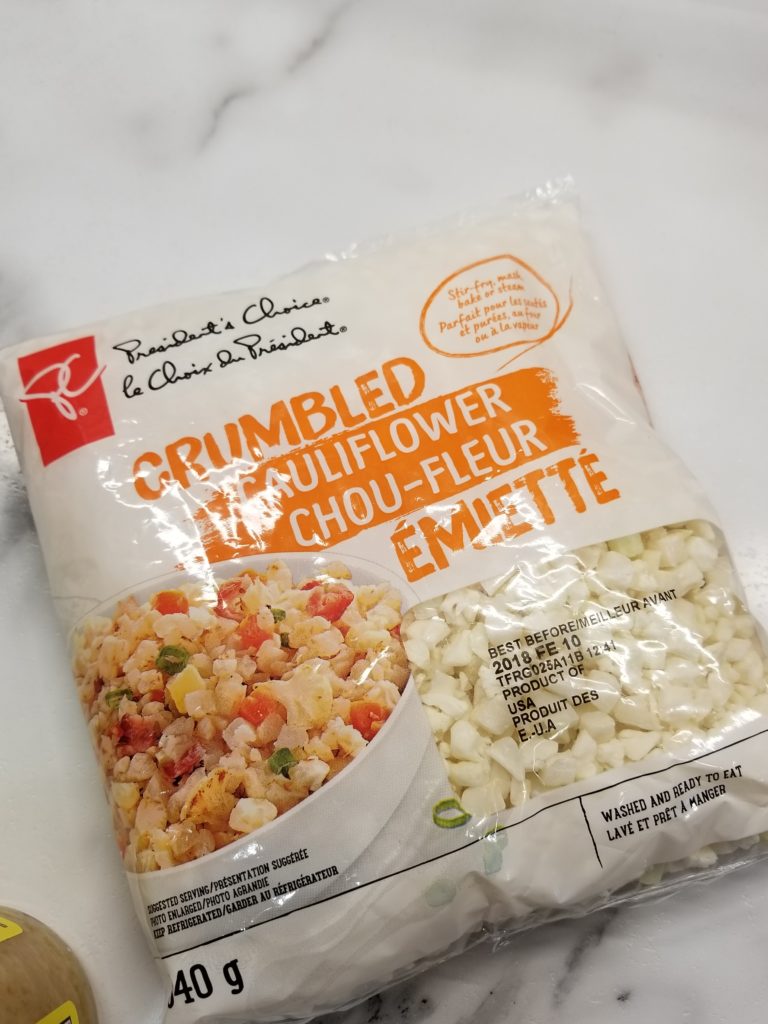 President's Choice®
le Choix du Président®
PC®
Stir-fry, mash,
bake or steam
Parfait pour les sautés
et purées, au four
ou à la vapeur
CRUMBLED
CAULIFLOWER
CHOU-FLEUR
ÉMIETTÉ
BEST BEFORE/MEILLEUR AVANT
2018 FE 10
TFRG025A11B 12:41
PRODUCT OF
USA
PRODUIT DES
E.-U.A
WASHED AND READY TO EAT
LAVÉ ET PRÊT À MANGER
SUGGESTED SERVING/PRÉSENTATION SUGGÉRÉE
PHOTO ENLARGED/PHOTO AGRANDIE
KEEP REFRIGERATED/GARDER AU RÉFRIGÉRATEUR
40 g